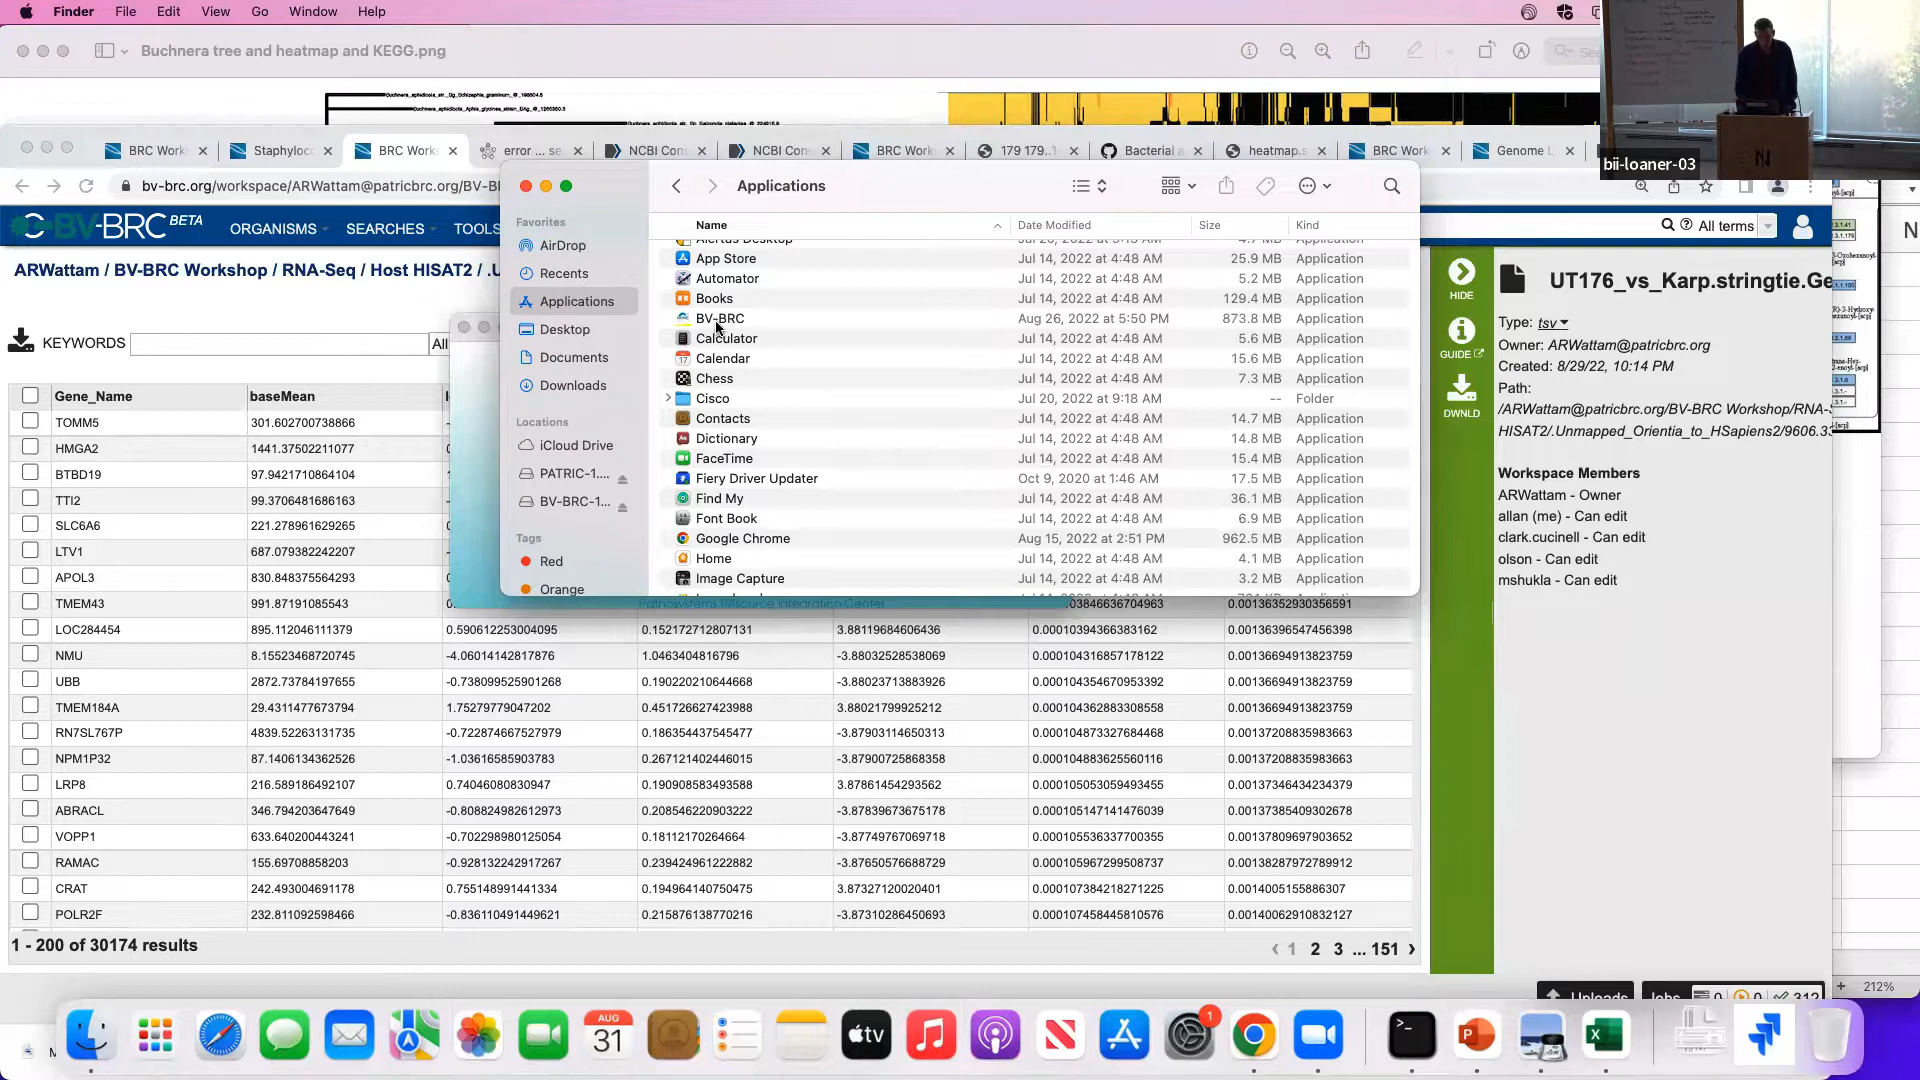 Finder File Edit View Go Window Help
Buchnera tree and heatmap and KEGG.png
bii-loaner-03
BRC Work
Staphyloc
BRC Work
error ... se
NCBI Con
NCBI Con
BRC Work
179 179..
Bacterial a
heatmap.s
BRC Work
Genome L
bv-brc.org/workspace/ARWattam@patricbrc.org/BV-B
BV-BRC BETA
ORGANISMS SEARCHES TOOLS
All terms
ARWattam / BV-BRC Workshop / RNA-Seq / Host HISAT2 / .U
KEYWORDS
All
Applications
Favorites
AirDrop
Recents
Applications
Desktop
Documents
Downloads
Locations
iCloud Drive
PATRIC-1....
BV-BRC-1...
Tags
Red
Orange
Name Date Modified Size Kind
App Store Jul 14, 2022 at 4:48 AM 25.9 MB Application
Automator Jul 14, 2022 at 4:48 AM 5.2 MB Application
Books Jul 14, 2022 at 4:48 AM 129.4 MB Application
BV-BRC Aug 26, 2022 at 5:50 PM 873.8 MB Application
Calculator Jul 14, 2022 at 4:48 AM 5.6 MB Application
Calendar Jul 14, 2022 at 4:48 AM 15.6 MB Application
Chess Jul 14, 2022 at 4:48 AM 7.3 MB Application
Cisco Jul 20, 2022 at 9:18 AM -- Folder
Contacts Jul 14, 2022 at 4:48 AM 14.7 MB Application
Dictionary Jul 14, 2022 at 4:48 AM 14.8 MB Application
FaceTime Jul 14, 2022 at 4:48 AM 15.4 MB Application
Fiery Driver Updater Oct 9, 2020 at 1:46 AM 17.5 MB Application
Find My Jul 14, 2022 at 4:48 AM 36.1 MB Application
Font Book Jul 14, 2022 at 4:48 AM 6.9 MB Application
Google Chrome Aug 15, 2022 at 2:51 PM 962.5 MB Application
Home Jul 14, 2022 at 4:48 AM 4.1 MB Application
Image Capture Jul 14, 2022 at 4:48 AM 3.2 MB Application
Gene_Name baseMean
TOMM5 301.602700738866
HMGA2 1441.37502211077
BTBD19 97.9421710864104
TTI2 99.3706481686163
SLC6A6 221.278961629265
LTV1 687.079382242207
APOL3 830.848375564293
TMEM43 991.87191085543 03846636704963 0.00136352930356591
LOC284454 895.112046111379 0.590612253004095 0.152172712807131 3.88119684606436 0.00010394366383162 0.00136396547456398
NMU 8.15523468720745 -4.06014142817876 1.0463404816796 -3.88032528538069 0.000104316857178122 0.00136694913823759
UBB 2872.73784197655 -0.738099525901268 0.190220210644668 -3.88023713883926 0.000104354670953392 0.00136694913823759
TMEM184A 29.4311477673794 1.75279779047202 0.451726627423988 3.88021799925212 0.000104362883308558 0.00136694913823759
RN7SL767P 4839.52263131735 -0.722874667527979 0.186354437545477 -3.87903114650313 0.000104873327684468 0.00137208835983663
NPM1P32 87.1406134362526 -1.03616585903783 0.267121402446015 -3.87900725868358 0.000104883625560116 0.00137208835983663
LRP8 216.589186492107 0.74046080830947 0.190908583493588 3.87861454293562 0.000105053059493455 0.00137346434234379
ABRACL 346.794203647649 -0.808824982612973 0.208546220903222 -3.87839673675178 0.000105147141476039 0.00137385409302678
VOPP1 633.640200443241 -0.702298980125054 0.18112170264664 -3.87749767069718 0.000105536337700355 0.00137809697903652
RAMAC 155.69708858203 -0.928132242917267 0.239424961222882 -3.87650576688729 0.000105967299508737 0.00138287972789912
CRAT 242.493004691178 0.755148991441334 0.194964140750475 3.87327120020401 0.000107384218271225 0.0014005155886307
POLR2F 232.811092598466 -0.836110491449621 0.215876138770216 -3.87310286450693 0.000107458445810576 0.00140062910832127
1 - 200 of 30174 results
1 2 3 ... 151
HIDE
GUIDE
DWNLD
UT176_vs_Karp.stringtie.Ge
Type: tsv
Owner: ARWattam@patricbrc.org
Created: 8/29/22, 10:14 PM
Path:
/ARWattam@patricbrc.org/BV-BRC Workshop/RNA-S
HISAT2/.Unmapped_Orientia_to_HSapiens2/9606.33
Workspace Members
ARWattam - Owner
allan (me) - Can edit
clark.cucinell - Can edit
olson - Can edit
mshukla - Can edit
Uploads
Jobs 0 0 312
212%
AUG
31
tv
1